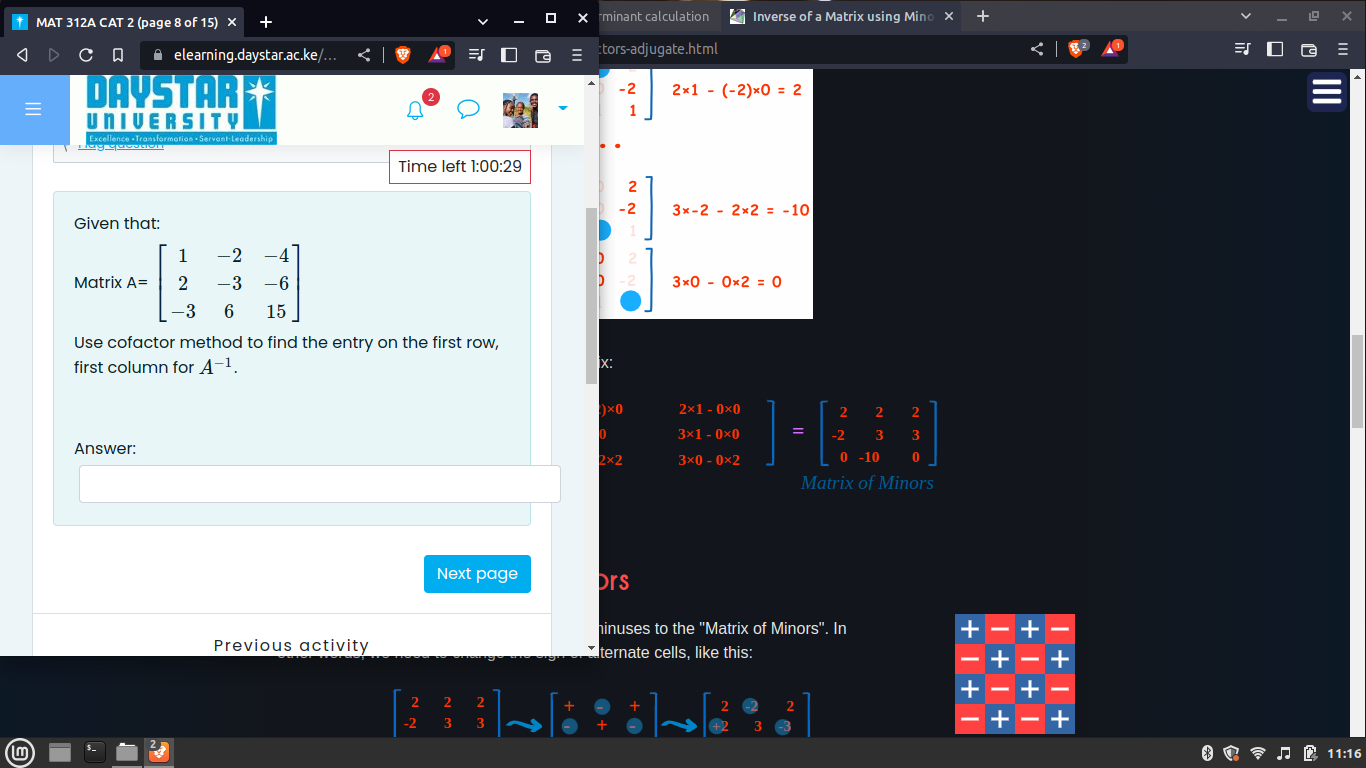 MAT 312A CAT 2 (page 8 of 15)
rminant calculation
Inverse of a Matrix using Mino
elearning.daystar.ac.ke/...
1
ctors-adjugate.html
2
1
DAYSTAR
UNIVERSITY
Excellence • Transformation • Servant-Leadership
2
Flag question
Time left 1:00:29
Given that:
Matrix A= [ 1 −2 −4
2 −3 −6
−3 6 15 ]
Use cofactor method to find the entry on the first row,
first column for A⁻¹.
Answer:
Next page
Previous activity
-2 2×1 - (-2)×0 = 2
1
2
-2 3×-2 - 2×2 = -10
1
0 2
0 -2 3×0 - 0×2 = 0
ix:
2)×0 2×1 - 0×0
0 3×1 - 0×0
2×2 3×0 - 0×2
= 2 2 2
-2 3 3
0 -10 0
Matrix of Minors
ors
minuses to the "Matrix of Minors". In
other words, we need to change the sign of alternate cells, like this:
2 2 2 + - + 2 -2 2
-2 3 3 - + - +2 3 -3
+ − + −
− + − +
+ − + −
− + − +
$_
2
11:16